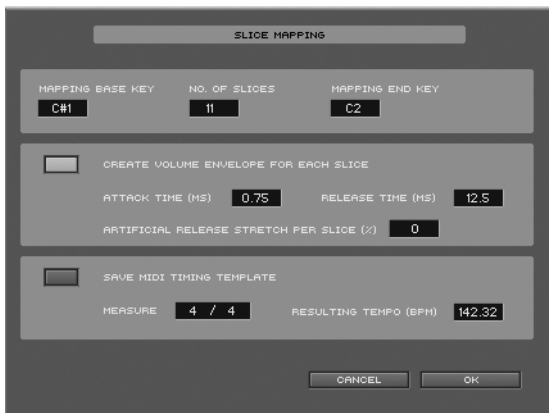 SLICE MAPPING
MAPPING BASE KEY NO. OF SLICES MAPPING END KEY
C#1 11 C2
CREATE VOLUME ENVELOPE FOR EACH SLICE
ATTACK TIME (MS) 0.75 RELEASE TIME (MS) 12.5
ARTIFICIAL RELEASE STRETCH PER SLICE (%) 0
SAVE MIDI TIMING TEMPLATE
MEASURE 4 / 4 RESULTING TEMPO (BPM) 142.32
CANCEL OK